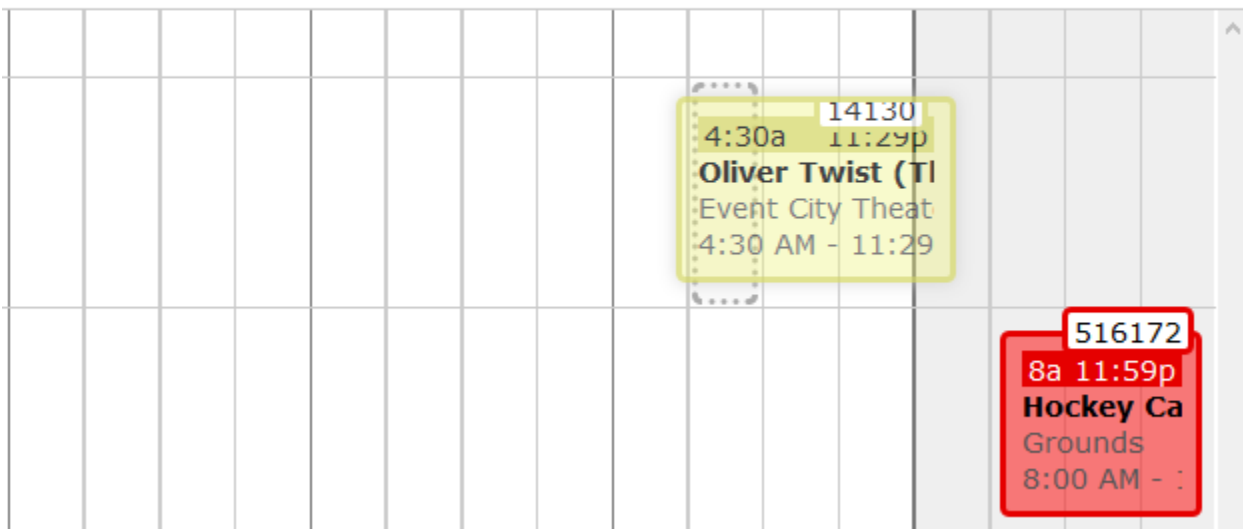 14130
4:30a 11:29p
Oliver Twist (Tl
Event City Theat
4:30 AM - 11:29
516172
8a 11:59p
Hockey Ca
Grounds
8:00 AM -